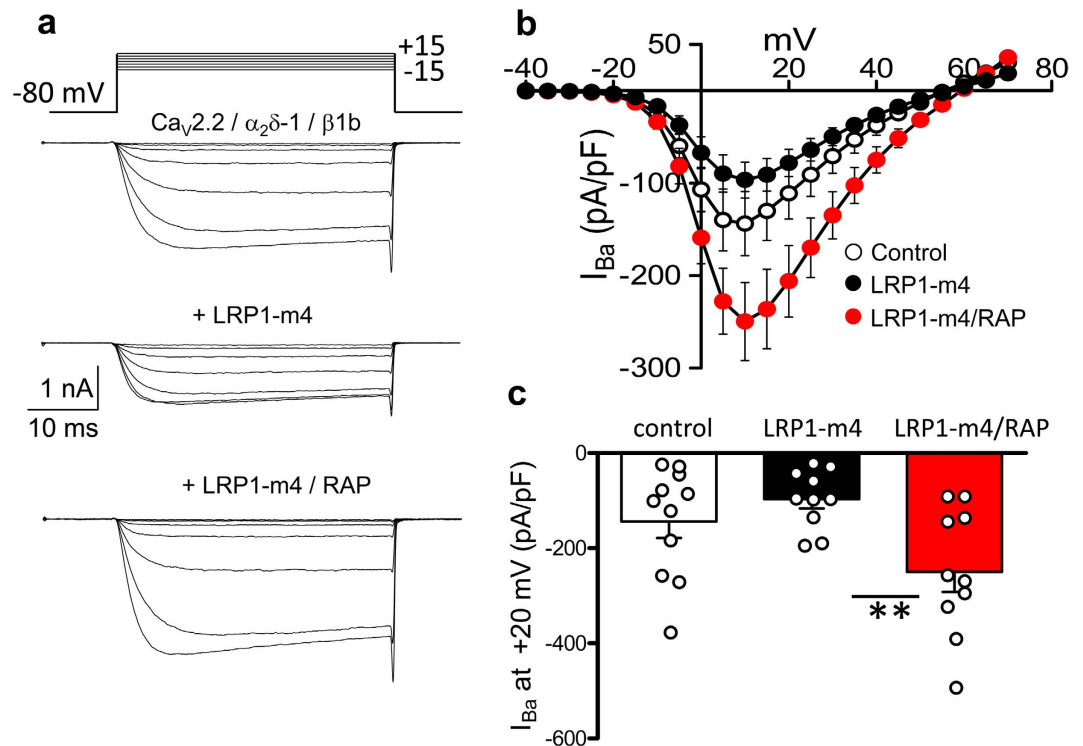 a
+15
-15
-80 mV
CaV2.2 / α2δ-1 / β1b
+ LRP1-m4
1 nA
10 ms
+ LRP1-m4 / RAP
b
50
mV
-40
-20
20
40
60
80
-100
-200
-300
IBa (pA/pF)
Control
LRP1-m4
LRP1-m4/RAP
c
control
LRP1-m4
LRP1-m4/RAP
0
-200
-400
-600
IBa at +20 mV (pA/pF)
**